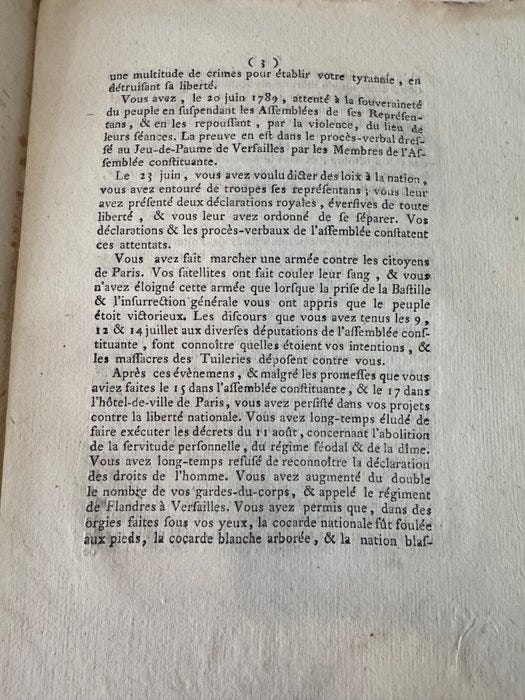 ( 3 )
une multitude de crimes pour établir votre tyrannie, en
détruiſant ſa liberté.
Vous avez, le 20 juin 1789, attenté à la ſouveraineté
du peuple en ſuſpendant les Aſſemblées de ſes Repréſen-
tans, & en les repouſſant, par la violence, du lieu de
leurs ſéances. La preuve en eſt dans le procès-verbal dreſ-
ſé au Jeu-de-Paume de Verſailles par les Membres de l'Aſ-
ſemblée conſtituante.
Le 23 juin, vous avez voulu dicter des loix à la nation,
vous avez entouré de troupes ſes repréſentans ; vous leur
avez préſenté deux déclarations royales, éverſives de toute
liberté, & vous leur avez ordonné de ſe ſéparer. Vos
déclarations & les procès-verbaux de l'aſſemblée conſtatent
ces attentats.
Vous avez fait marcher une armée contre les citoyens
de Paris. Vos ſatellites ont fait couler leur ſang, & vous
n'avez éloigné cette armée que lorſque la priſe de la Baſtille
& l'inſurrection générale vous ont appris que le peuple
étoit victorieux. Les diſcours que vous avez tenus les 9,
12 & 14 juillet aux diverſes députations de l'aſſemblée conſ-
tituante, ſont connoître quelles étoient vos intentions, &
les maſſacres des Tuileries dépoſent contre vous.
Après ces évènemens, & malgré les promeſſes que vous
aviez faites le 15 dans l'aſſemblée conſtituante, & le 17 dans
l'hôtel-de-ville de Paris, vous avez perſiſté dans vos projets
contre la liberté nationale. Vous avez long-temps éludé de
faire exécuter les décrets du 11 août, concernant l'abolition
de la ſervitude perſonnelle, du régime féodal & de la dîme.
Vous avez long-temps refuſé de reconnoître la déclaration
des droits de l'homme. Vous avez augmenté du double
le nombre de vos gardes-du-corps, & appelé le régiment
de Flandres à Verſailles. Vous avez permis que, dans des
orgies faites ſous vos yeux, la cocarde nationale fût foulée
aux pieds, la cocarde blanche arborée, & la nation blaſ-